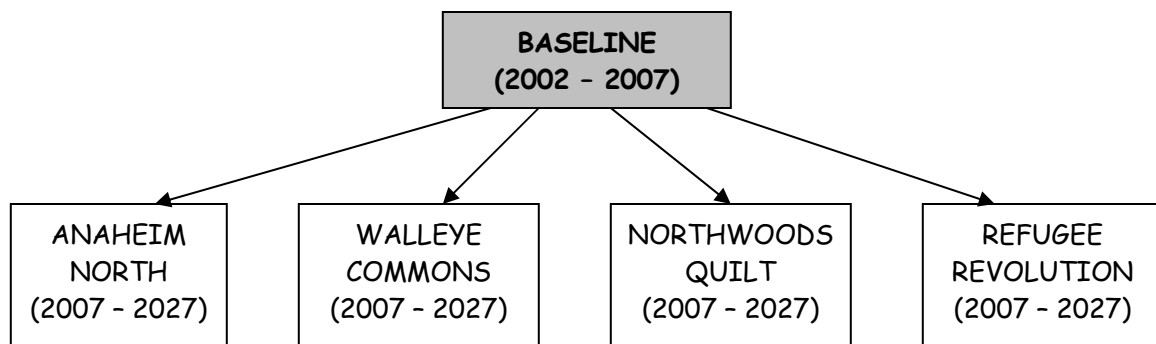 BASELINE
(2002 – 2007)
ANAHEIM
NORTH
(2007 – 2027)
WALLEYE
COMMONS
(2007 – 2027)
NORTHWOODS
QUILT
(2007 – 2027)
REFUGEE
REVOLUTION
(2007 – 2027)